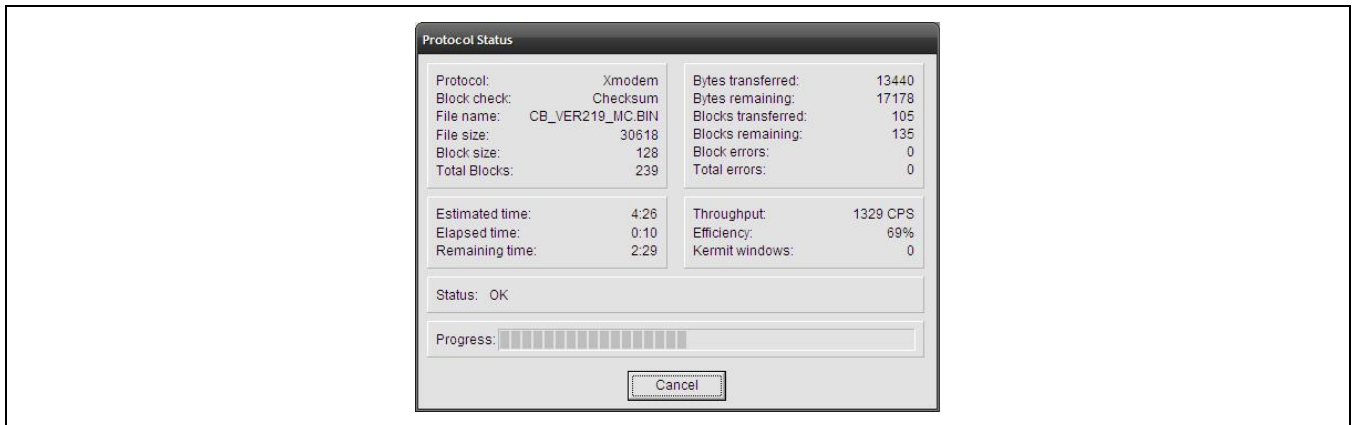 Protocol Status
Protocol: Xmodem
Block check: Checksum
File name: CB_VER219_MC.BIN
File size: 30618
Block size: 128
Total Blocks: 239
Bytes transferred: 13440
Bytes remaining: 17178
Blocks transferred: 105
Blocks remaining: 135
Block errors: 0
Total errors: 0
Estimated time: 4:26
Elapsed time: 0:10
Remaining time: 2:29
Throughput: 1329 CPS
Efficiency: 69%
Kermit windows: 0
Status: OK
Progress:
Cancel